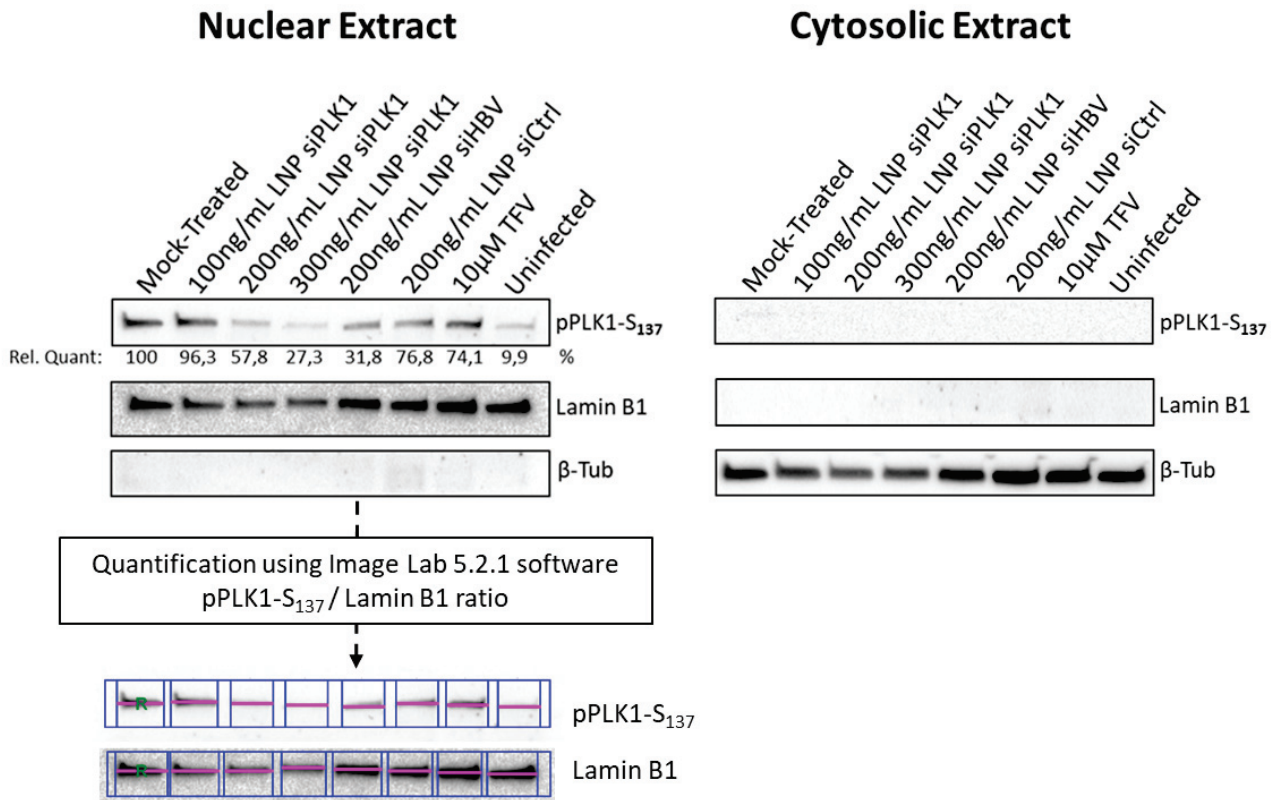 Nuclear Extract
Mock-Treated
100ng/mL LNP siPLK1
200ng/mL LNP siPLK1
300ng/mL LNP siPLK1
200ng/mL LNP siHBV
200ng/mL LNP siCtrl
10µM TFV
Uninfected
pPLK1-S137
Rel. Quant: 100 96,3 57,8 27,3 31,8 76,8 74,1 9,9 %
Lamin B1
β-Tub
Quantification using Image Lab 5.2.1 software
pPLK1-S137 / Lamin B1 ratio
R
pPLK1-S137
R
Lamin B1
Cytosolic Extract
Mock-Treated
100ng/mL LNP siPLK1
200ng/mL LNP siPLK1
300ng/mL LNP siPLK1
200ng/mL LNP siHBV
200ng/mL LNP siCtrl
10µM TFV
Uninfected
pPLK1-S137
Lamin B1
β-Tub